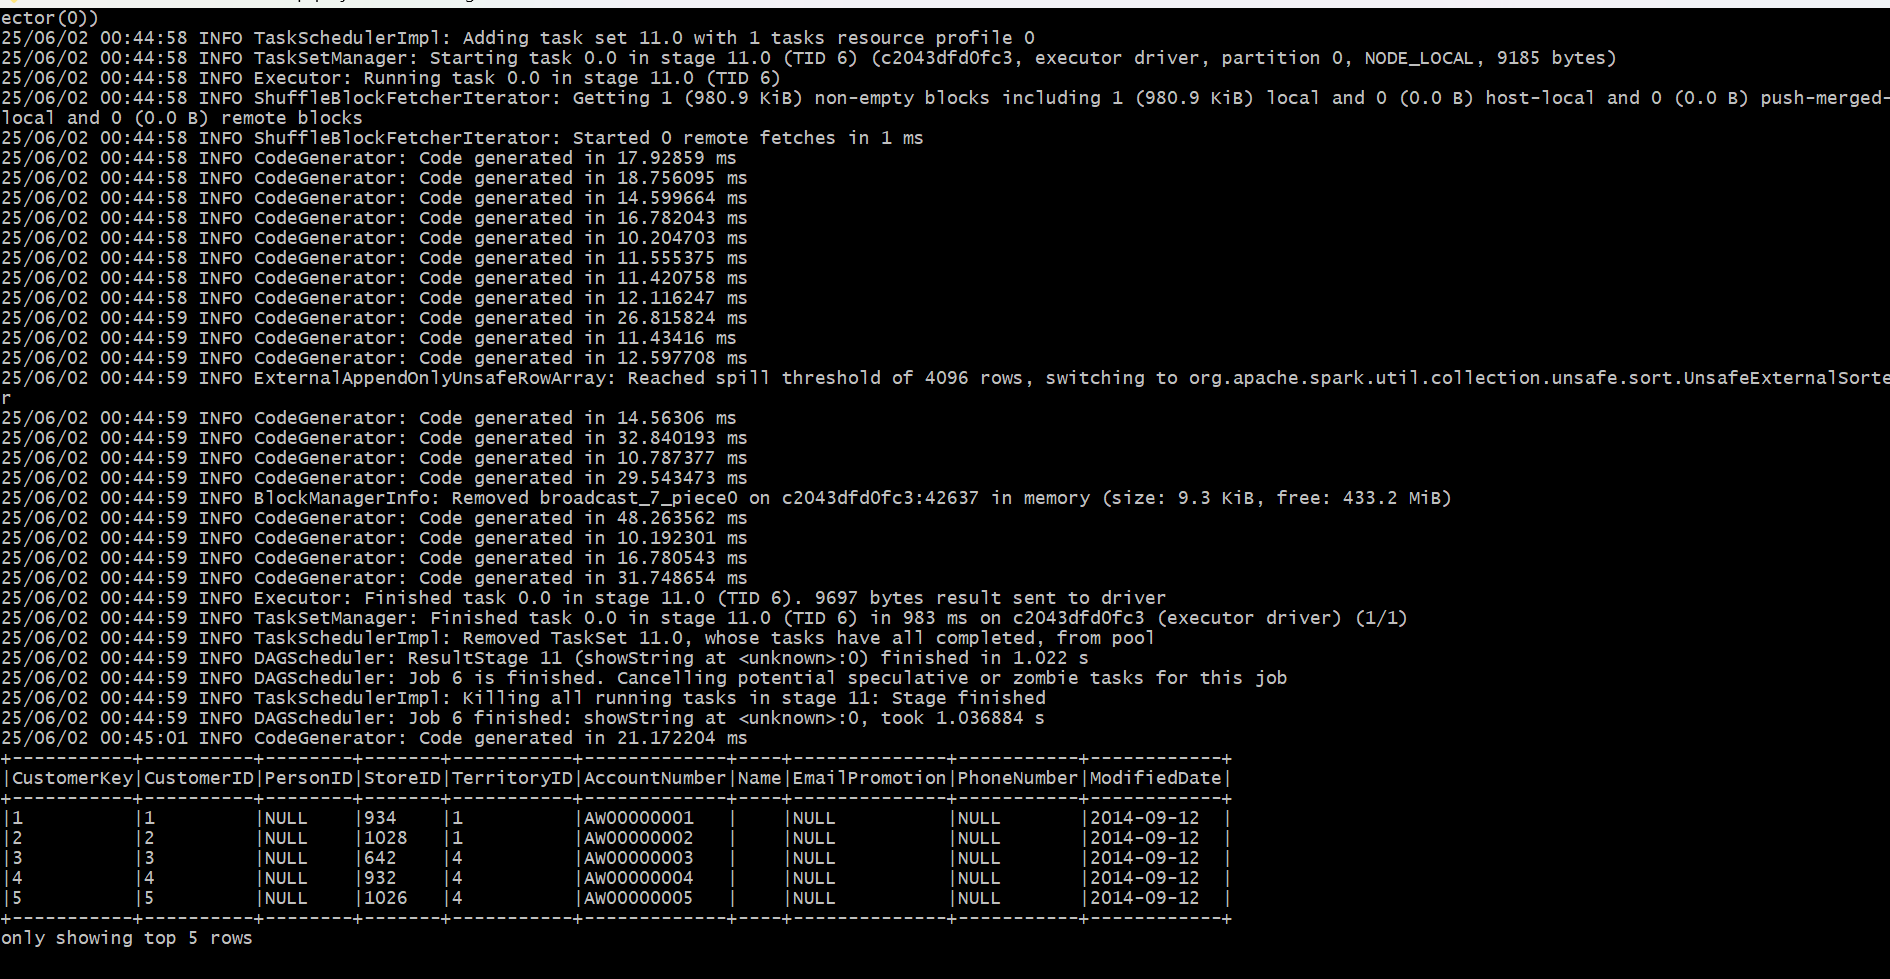 ector(0))
25/06/02 00:44:58 INFO TaskSchedulerImpl: Adding task set 11.0 with 1 tasks resource profile 0
25/06/02 00:44:58 INFO TaskSetManager: Starting task 0.0 in stage 11.0 (TID 6) (c2043dfd0fc3, executor driver, partition 0, NODE_LOCAL, 9185 bytes)
25/06/02 00:44:58 INFO Executor: Running task 0.0 in stage 11.0 (TID 6)
25/06/02 00:44:58 INFO ShuffleBlockFetcherIterator: Getting 1 (980.9 KiB) non-empty blocks including 1 (980.9 KiB) local and 0 (0.0 B) host-local and 0 (0.0 B) push-merged-
local and 0 (0.0 B) remote blocks
25/06/02 00:44:58 INFO ShuffleBlockFetcherIterator: Started 0 remote fetches in 1 ms
25/06/02 00:44:58 INFO CodeGenerator: Code generated in 17.92859 ms
25/06/02 00:44:58 INFO CodeGenerator: Code generated in 18.756095 ms
25/06/02 00:44:58 INFO CodeGenerator: Code generated in 14.599664 ms
25/06/02 00:44:58 INFO CodeGenerator: Code generated in 16.782043 ms
25/06/02 00:44:58 INFO CodeGenerator: Code generated in 10.204703 ms
25/06/02 00:44:58 INFO CodeGenerator: Code generated in 11.555375 ms
25/06/02 00:44:58 INFO CodeGenerator: Code generated in 11.420758 ms
25/06/02 00:44:58 INFO CodeGenerator: Code generated in 12.116247 ms
25/06/02 00:44:59 INFO CodeGenerator: Code generated in 26.815824 ms
25/06/02 00:44:59 INFO CodeGenerator: Code generated in 11.43416 ms
25/06/02 00:44:59 INFO CodeGenerator: Code generated in 12.597708 ms
25/06/02 00:44:59 INFO ExternalAppendOnlyUnsafeRowArray: Reached spill threshold of 4096 rows, switching to org.apache.spark.util.collection.unsafe.sort.UnsafeExternalSorte
r
25/06/02 00:44:59 INFO CodeGenerator: Code generated in 14.56306 ms
25/06/02 00:44:59 INFO CodeGenerator: Code generated in 32.840193 ms
25/06/02 00:44:59 INFO CodeGenerator: Code generated in 10.787377 ms
25/06/02 00:44:59 INFO CodeGenerator: Code generated in 29.543473 ms
25/06/02 00:44:59 INFO BlockManagerInfo: Removed broadcast_7_piece0 on c2043dfd0fc3:42637 in memory (size: 9.3 KiB, free: 433.2 MiB)
25/06/02 00:44:59 INFO CodeGenerator: Code generated in 48.263562 ms
25/06/02 00:44:59 INFO CodeGenerator: Code generated in 10.192301 ms
25/06/02 00:44:59 INFO CodeGenerator: Code generated in 16.780543 ms
25/06/02 00:44:59 INFO CodeGenerator: Code generated in 31.748654 ms
25/06/02 00:44:59 INFO Executor: Finished task 0.0 in stage 11.0 (TID 6). 9697 bytes result sent to driver
25/06/02 00:44:59 INFO TaskSetManager: Finished task 0.0 in stage 11.0 (TID 6) in 983 ms on c2043dfd0fc3 (executor driver) (1/1)
25/06/02 00:44:59 INFO TaskSchedulerImpl: Removed TaskSet 11.0, whose tasks have all completed, from pool
25/06/02 00:44:59 INFO DAGScheduler: ResultStage 11 (showString at <unknown>:0) finished in 1.022 s
25/06/02 00:44:59 INFO DAGScheduler: Job 6 is finished. Cancelling potential speculative or zombie tasks for this job
25/06/02 00:44:59 INFO TaskSchedulerImpl: Killing all running tasks in stage 11: Stage finished
25/06/02 00:44:59 INFO DAGScheduler: Job 6 finished: showString at <unknown>:0, took 1.036884 s
25/06/02 00:45:01 INFO CodeGenerator: Code generated in 21.172204 ms
+-----------+----------+--------+-------+-----------+-------------+----+--------------+-----------+------------+
|CustomerKey|CustomerID|PersonID|StoreID|TerritoryID|AccountNumber|Name|EmailPromotion|PhoneNumber|ModifiedDate|
+-----------+----------+--------+-------+-----------+-------------+----+--------------+-----------+------------+
|1          |1         |NULL    |934    |1          |AW00000001   |    |NULL          |NULL       |2014-09-12  |
|2          |2         |NULL    |1028   |1          |AW00000002   |    |NULL          |NULL       |2014-09-12  |
|3          |3         |NULL    |642    |4          |AW00000003   |    |NULL          |NULL       |2014-09-12  |
|4          |4         |NULL    |932    |4          |AW00000004   |    |NULL          |NULL       |2014-09-12  |
|5          |5         |NULL    |1026   |4          |AW00000005   |    |NULL          |NULL       |2014-09-12  |
+-----------+----------+--------+-------+-----------+-------------+----+--------------+-----------+------------+
only showing top 5 rows